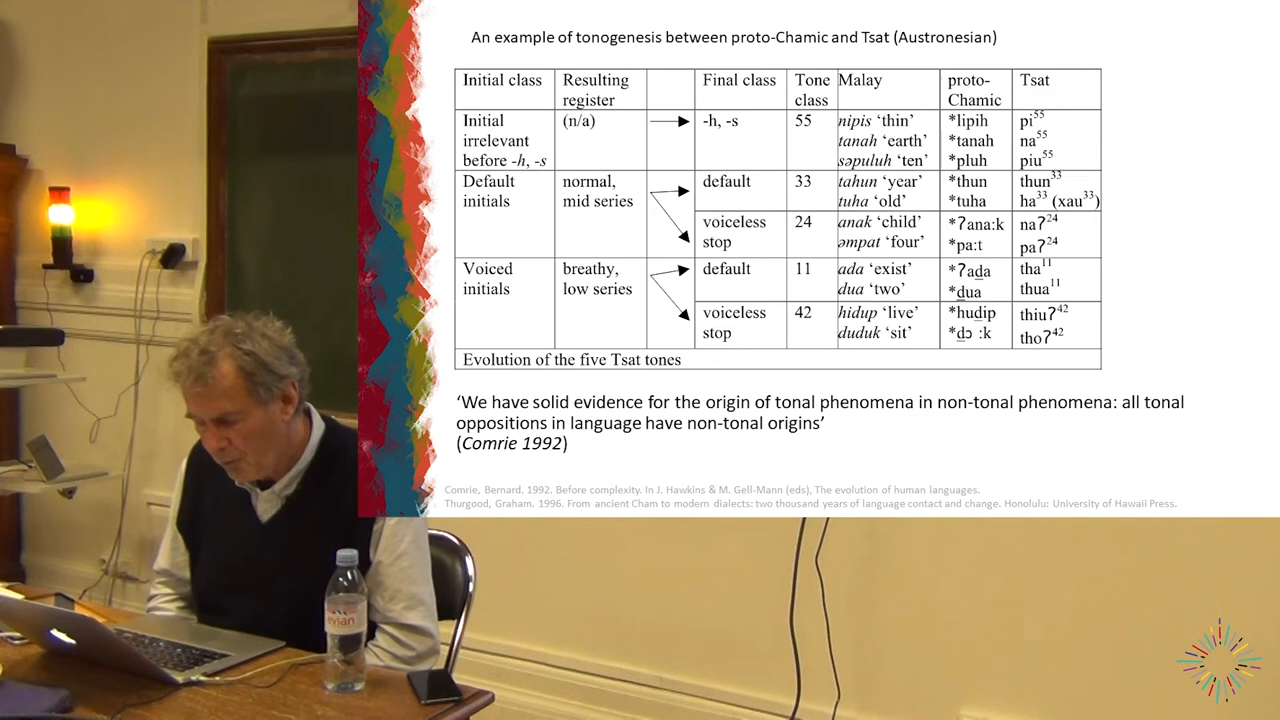 An example of tonogenesis between proto-Chamic and Tsat (Austronesian)
Initial class Resulting register Final class Tone class Malay proto-Chamic Tsat
Initial irrelevant before -h, -s (n/a) → -h, -s 55 nipis ‘thin’ *lipih pi⁵⁵
tanah ‘earth’ *tanah na⁵⁵
səpuluh ‘ten’ *pluh piu⁵⁵
Default initials normal, mid series default 33 tahun ‘year’ *thun thun³³
tuha ‘old’ *tuha ha³³ (xau³³)
voiceless stop 24 anak ‘child’ *ʔana:k naʔ²⁴
əmpat ‘four’ *pa:t paʔ²⁴
Voiced initials breathy, low series default 11 ada ‘exist’ *ʔad̲a tha¹¹
dua ‘two’ *d̲ua thua¹¹
voiceless stop 42 hidup ‘live’ *hud̲ip thiuʔ⁴²
duduk ‘sit’ *d̲ɔ :k thoʔ⁴²
Evolution of the five Tsat tones
‘We have solid evidence for the origin of tonal phenomena in non-tonal phenomena: all tonal
oppositions in language have non-tonal origins’
(Comrie 1992)
Comrie, Bernard. 1992. Before complexity. In J. Hawkins & M. Gell-Mann (eds), The evolution of human languages.
Thurgood, Graham. 1996. From ancient Cham to modern dialects: two thousand years of language contact and change. Honolulu: University of Hawaii Press.
evian